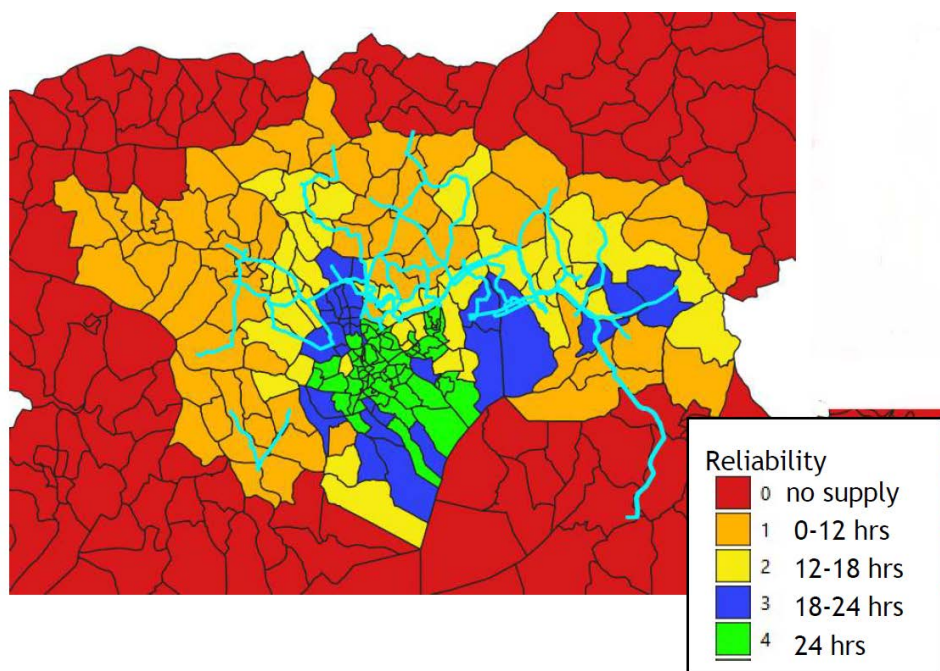 Reliability
0 no supply
1 0-12 hrs
2 12-18 hrs
3 18-24 hrs
4 24 hrs